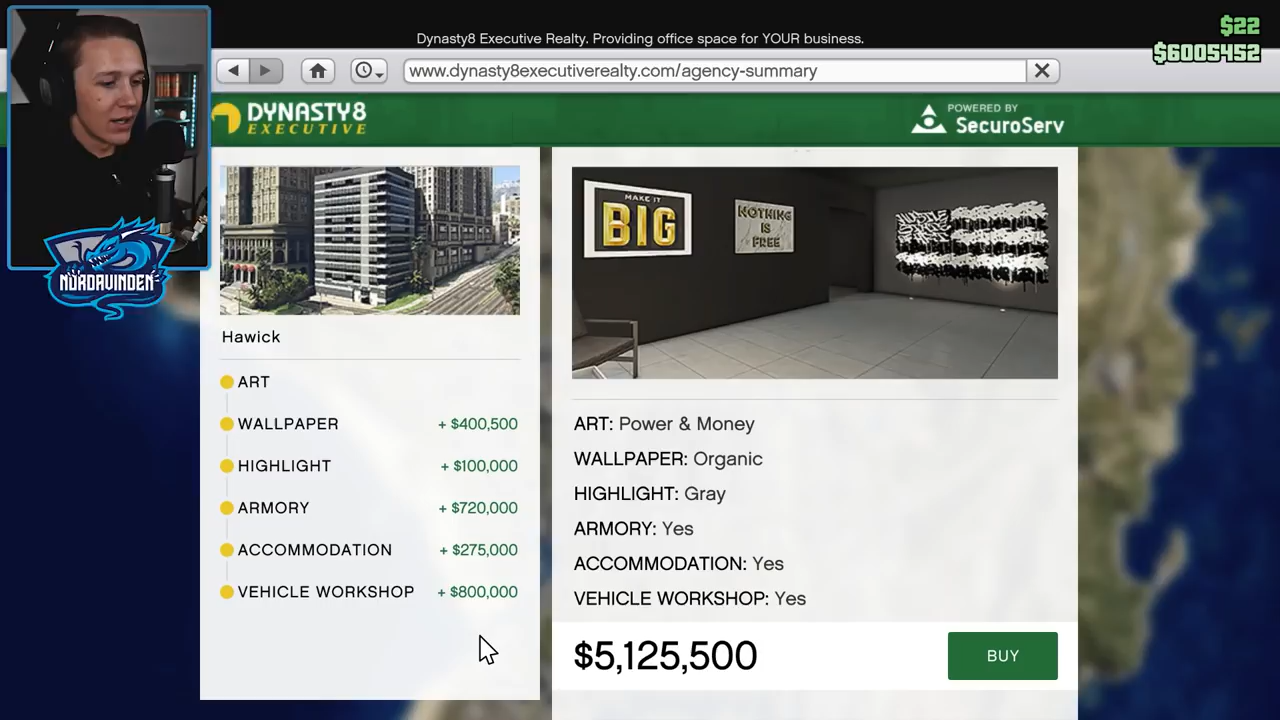 Dynasty8 Executive Realty. Providing office space for YOUR business.
$22
$6005452
www.dynasty8executiverealty.com/agency-summary
DYNASTY8
EXECUTIVE
POWERED BY
SecuroServ
NORDAVINDEN
Hawick
ART
WALLPAPER + $400,500
HIGHLIGHT + $100,000
ARMORY + $720,000
ACCOMMODATION + $275,000
VEHICLE WORKSHOP + $800,000
MAKE IT
BIG
NOTHING
IS
FREE
ART: Power & Money
WALLPAPER: Organic
HIGHLIGHT: Gray
ARMORY: Yes
ACCOMMODATION: Yes
VEHICLE WORKSHOP: Yes
$5,125,500
BUY